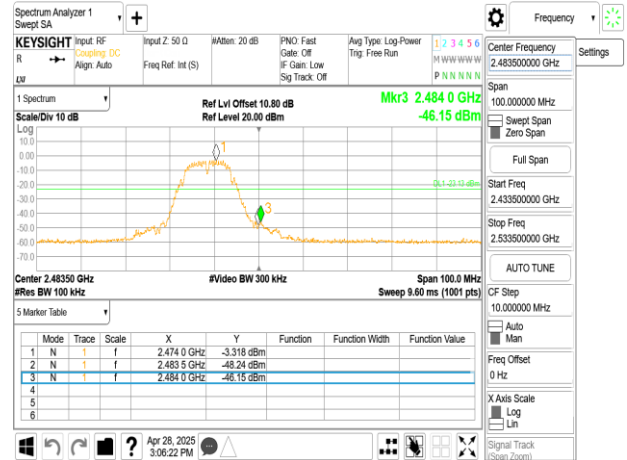 Spectrum Analyzer 1
Swept SA
Frequency
KEYSIGHT Input: RF Input Z: 50 Ω #Atten: 20 dB PNO: Fast Avg Type: Log-Power 1 2 3 4 5 6
R Coupling: DC Gate: Off Trig: Free Run M W W W W W
Align: Auto Freq Ref: Int (S) IF Gain: Low P N N N N N
Sig Track: Off
LXI
1 Spectrum
Scale/Div 10 dB
Ref Lvl Offset 10.80 dB
Ref Level 20.00 dBm
Mkr3 2.484 0 GHz
-46.15 dBm
Log
10.0
0.00
-10.0
-20.0
-30.0
-40.0
-50.0
-60.0
-70.0
1
3
DL1 -23.13 dBm
Center 2.48350 GHz #Video BW 300 kHz Span 100.0 MHz
#Res BW 100 kHz Sweep 9.60 ms (1001 pts)
5 Marker Table
Mode Trace Scale X Y Function Function Width Function Value
1 N 1 f 2.474 0 GHz -3.318 dBm
2 N 1 f 2.483 5 GHz -48.24 dBm
3 N 1 f 2.484 0 GHz -46.15 dBm
4
5
6
Apr 28, 2025
3:06:22 PM
Center Frequency
2.483500000 GHz
Settings
Span
100.000000 MHz
Swept Span
Zero Span
Full Span
Start Freq
2.433500000 GHz
Stop Freq
2.533500000 GHz
AUTO TUNE
CF Step
10.000000 MHz
Auto
Man
Freq Offset
0 Hz
X Axis Scale
Log
Lin
Signal Track
(Span Zoom)